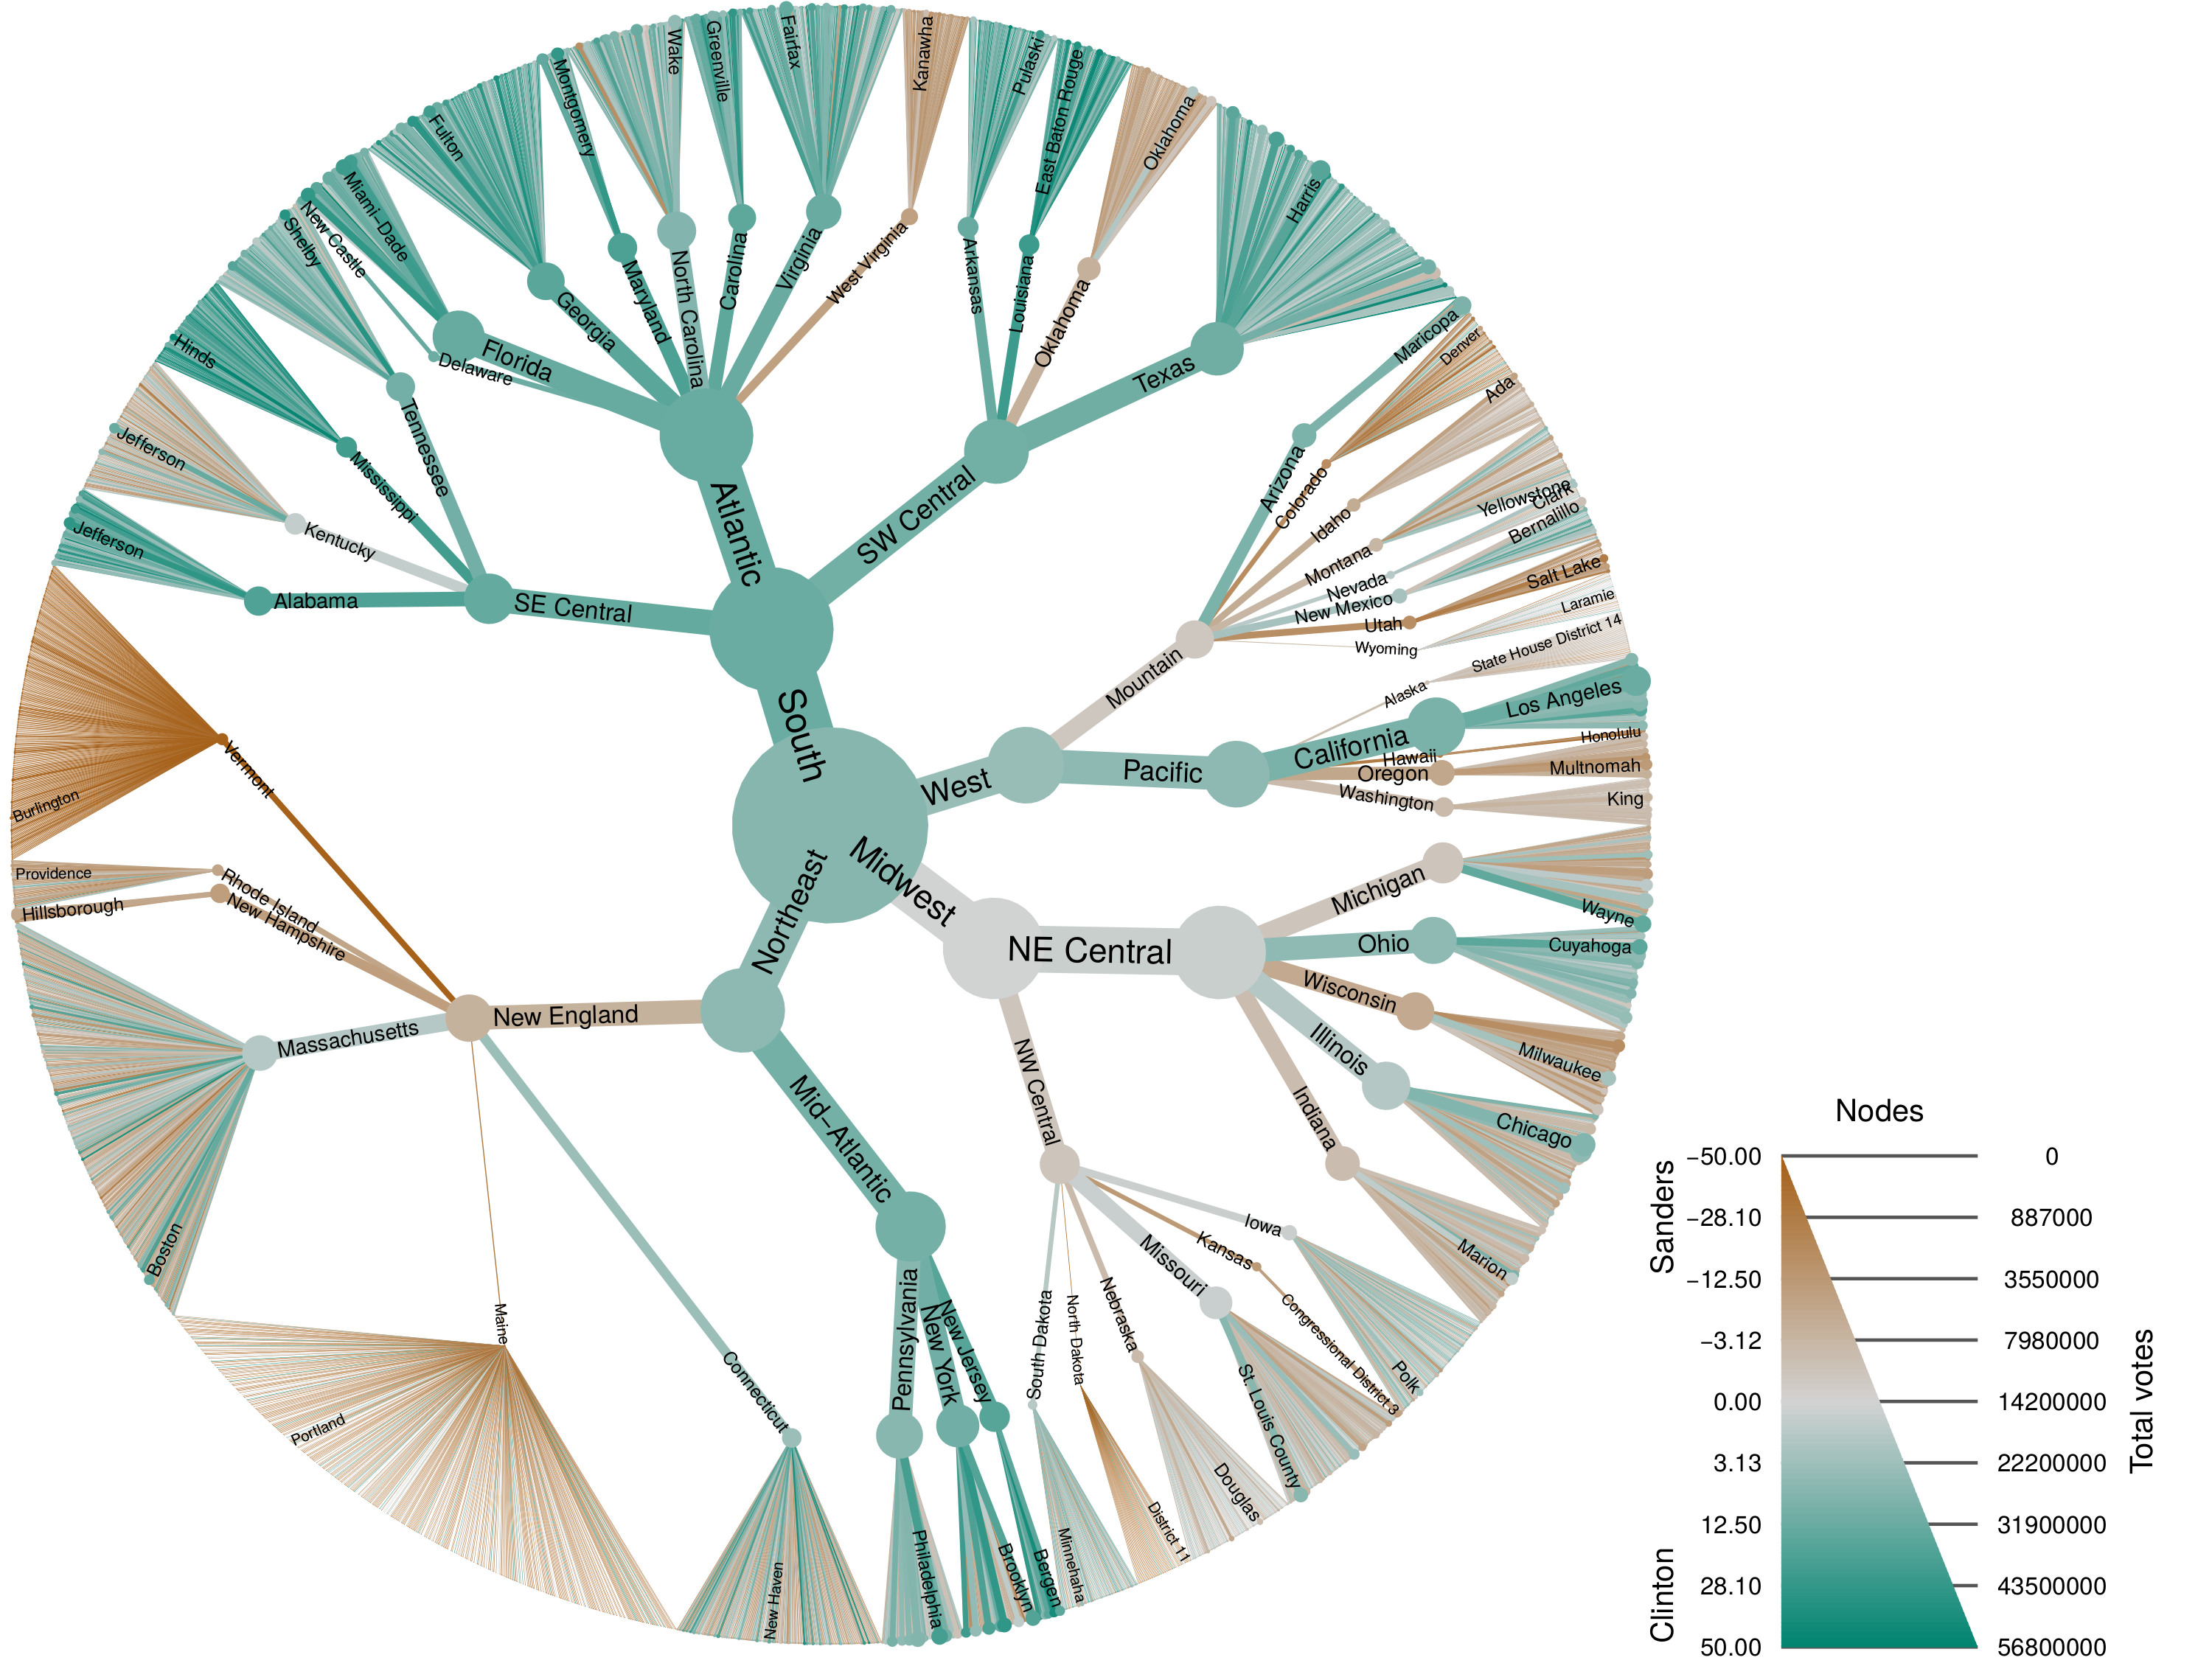 Kanawha
Fairfax
Greenville
Wake
Montgomery
Fulton
Miami-Dade
New Castle
Shelby
Hinds
Jefferson
Jefferson
Pulaski
East Baton Rouge
Oklahoma
Harris
Maricopa
Denver
Ada
Yellowstone
Clark
Bernalillo
Salt Lake
Laramie
State House District 14
Los Angeles
Honolulu
Multnomah
King
Wayne
Cuyahoga
Milwaukee
Chicago
Marion
Polk
Congressional District 3
St. Louis County
Douglas
District 11
Minnehaha
Bergen
Brooklyn
Philadelphia
New Haven
Portland
Boston
Hillsborough
Providence
Burlington
Florida
Delaware
Georgia
Maryland
North Carolina
Carolina
Virginia
West Virginia
Arkansas
Louisiana
Oklahoma
Texas
Tennessee
Mississippi
Kentucky
Alabama
SE Central
Atlantic
SW Central
South
Arizona
Colorado
Idaho
Montana
Nevada
New Mexico
Utah
Wyoming
Mountain
Alaska
California
Hawaii
Oregon
Washington
Pacific
West
Midwest
NE Central
Michigan
Ohio
Wisconsin
Illinois
Indiana
NW Central
Iowa
Kansas
Missouri
Nebraska
North Dakota
South Dakota
Northeast
Mid-Atlantic
New Jersey
New York
Pennsylvania
New England
Vermont
Rhode Island
New Hampshire
Massachusetts
Maine
Connecticut
Nodes
Sanders
Clinton
Total votes
−50.00 0
−28.10 887000
−12.50 3550000
−3.12 7980000
0.00 14200000
3.13 22200000
12.50 31900000
28.10 43500000
50.00 56800000